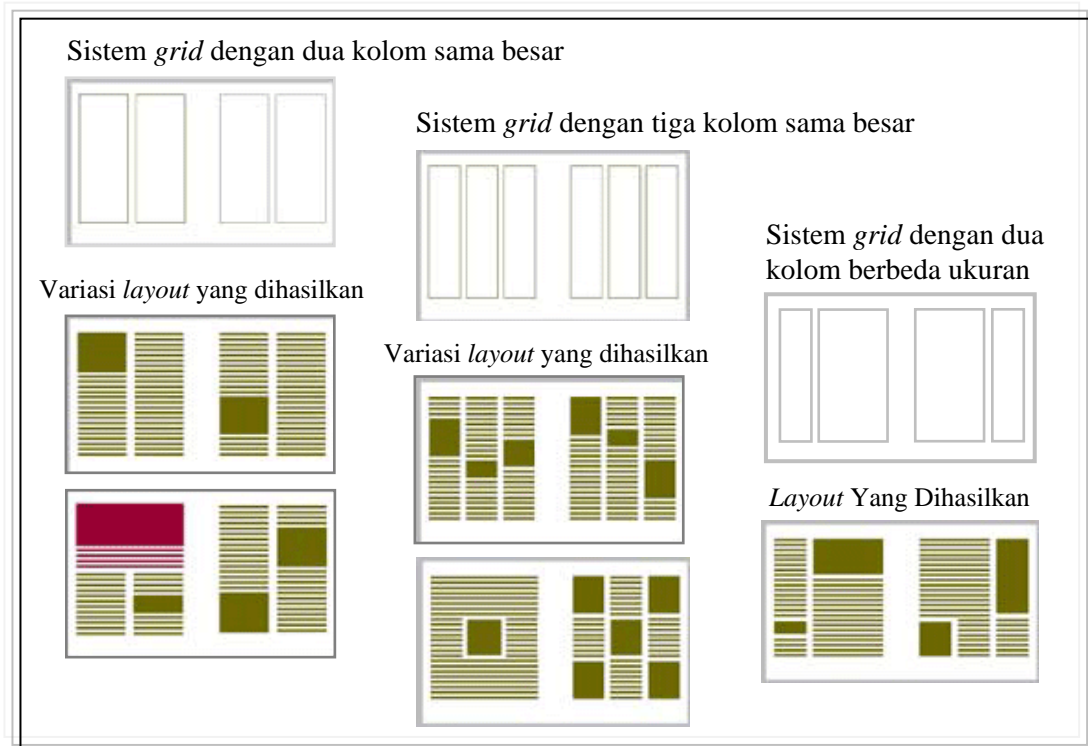 Sistem grid dengan dua kolom sama besar
Variasi layout yang dihasilkan
Sistem grid dengan tiga kolom sama besar
Variasi layout yang dihasilkan
Sistem grid dengan dua
kolom berbeda ukuran
Layout Yang Dihasilkan